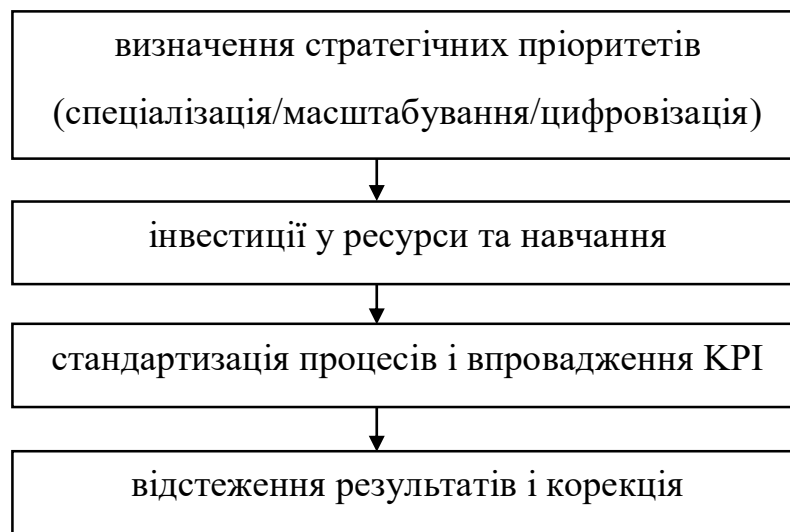 визначення стратегічних пріоритетів
(спеціалізація/масштабування/цифровізація)
інвестиції у ресурси та навчання
стандартизація процесів і впровадження KPI
відстеження результатів і корекція